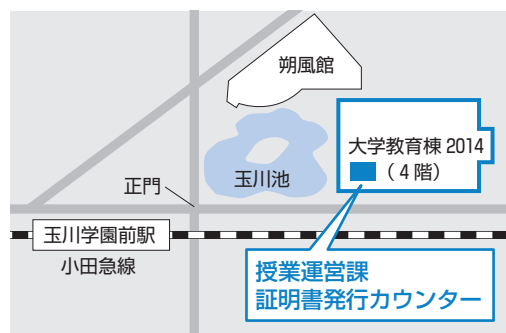 朔風館
大学教育棟 2014
（4階）
玉川池
正門
玉川学園前駅
小田急線
授業運営課
証明書発行カウンター